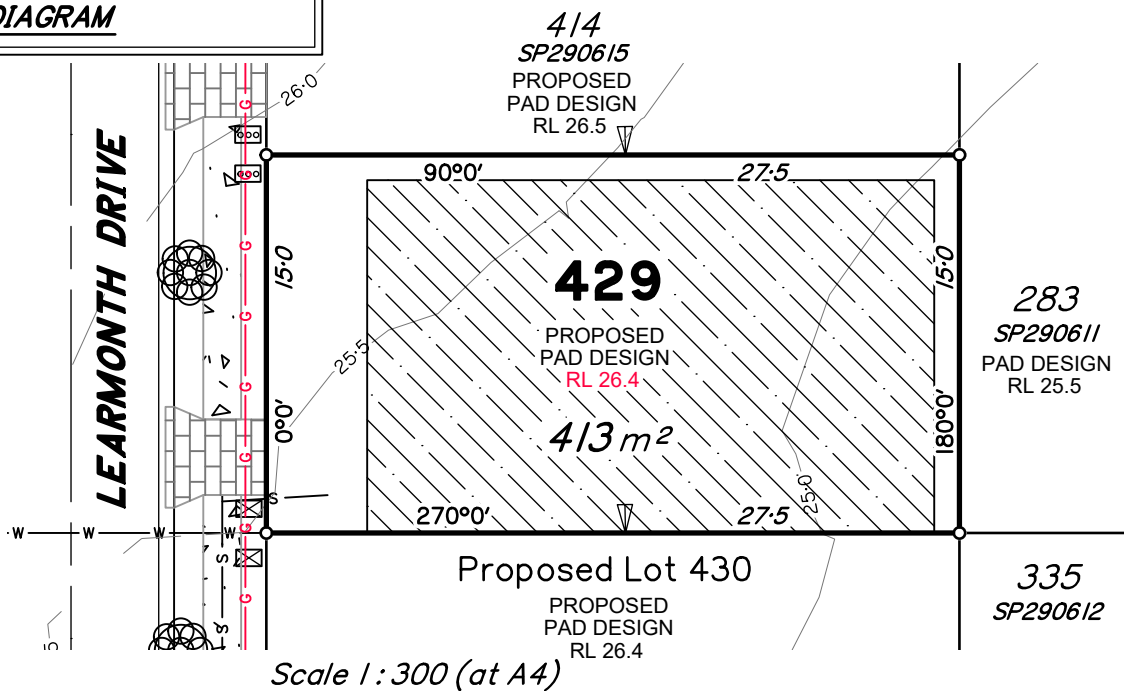 DIAGRAM
414
SP290615
PROPOSED
PAD DESIGN
RL 26.5
26·0
G
LEARMONTH DRIVE
90°0'
27·5
G
G
15·0
429
15·0
283
SP290611
PAD DESIGN
RL 25.5
PROPOSED
PAD DESIGN
RL 26.4
25·5
G
0°0'
413 m²
180°0'
G
25·0
S
270°0'
27·5
W
W
W
W
G
S
Proposed Lot 430
PROPOSED
PAD DESIGN
RL 26.4
335
SP290612
G
S
5
Scale 1:300 (at A4)